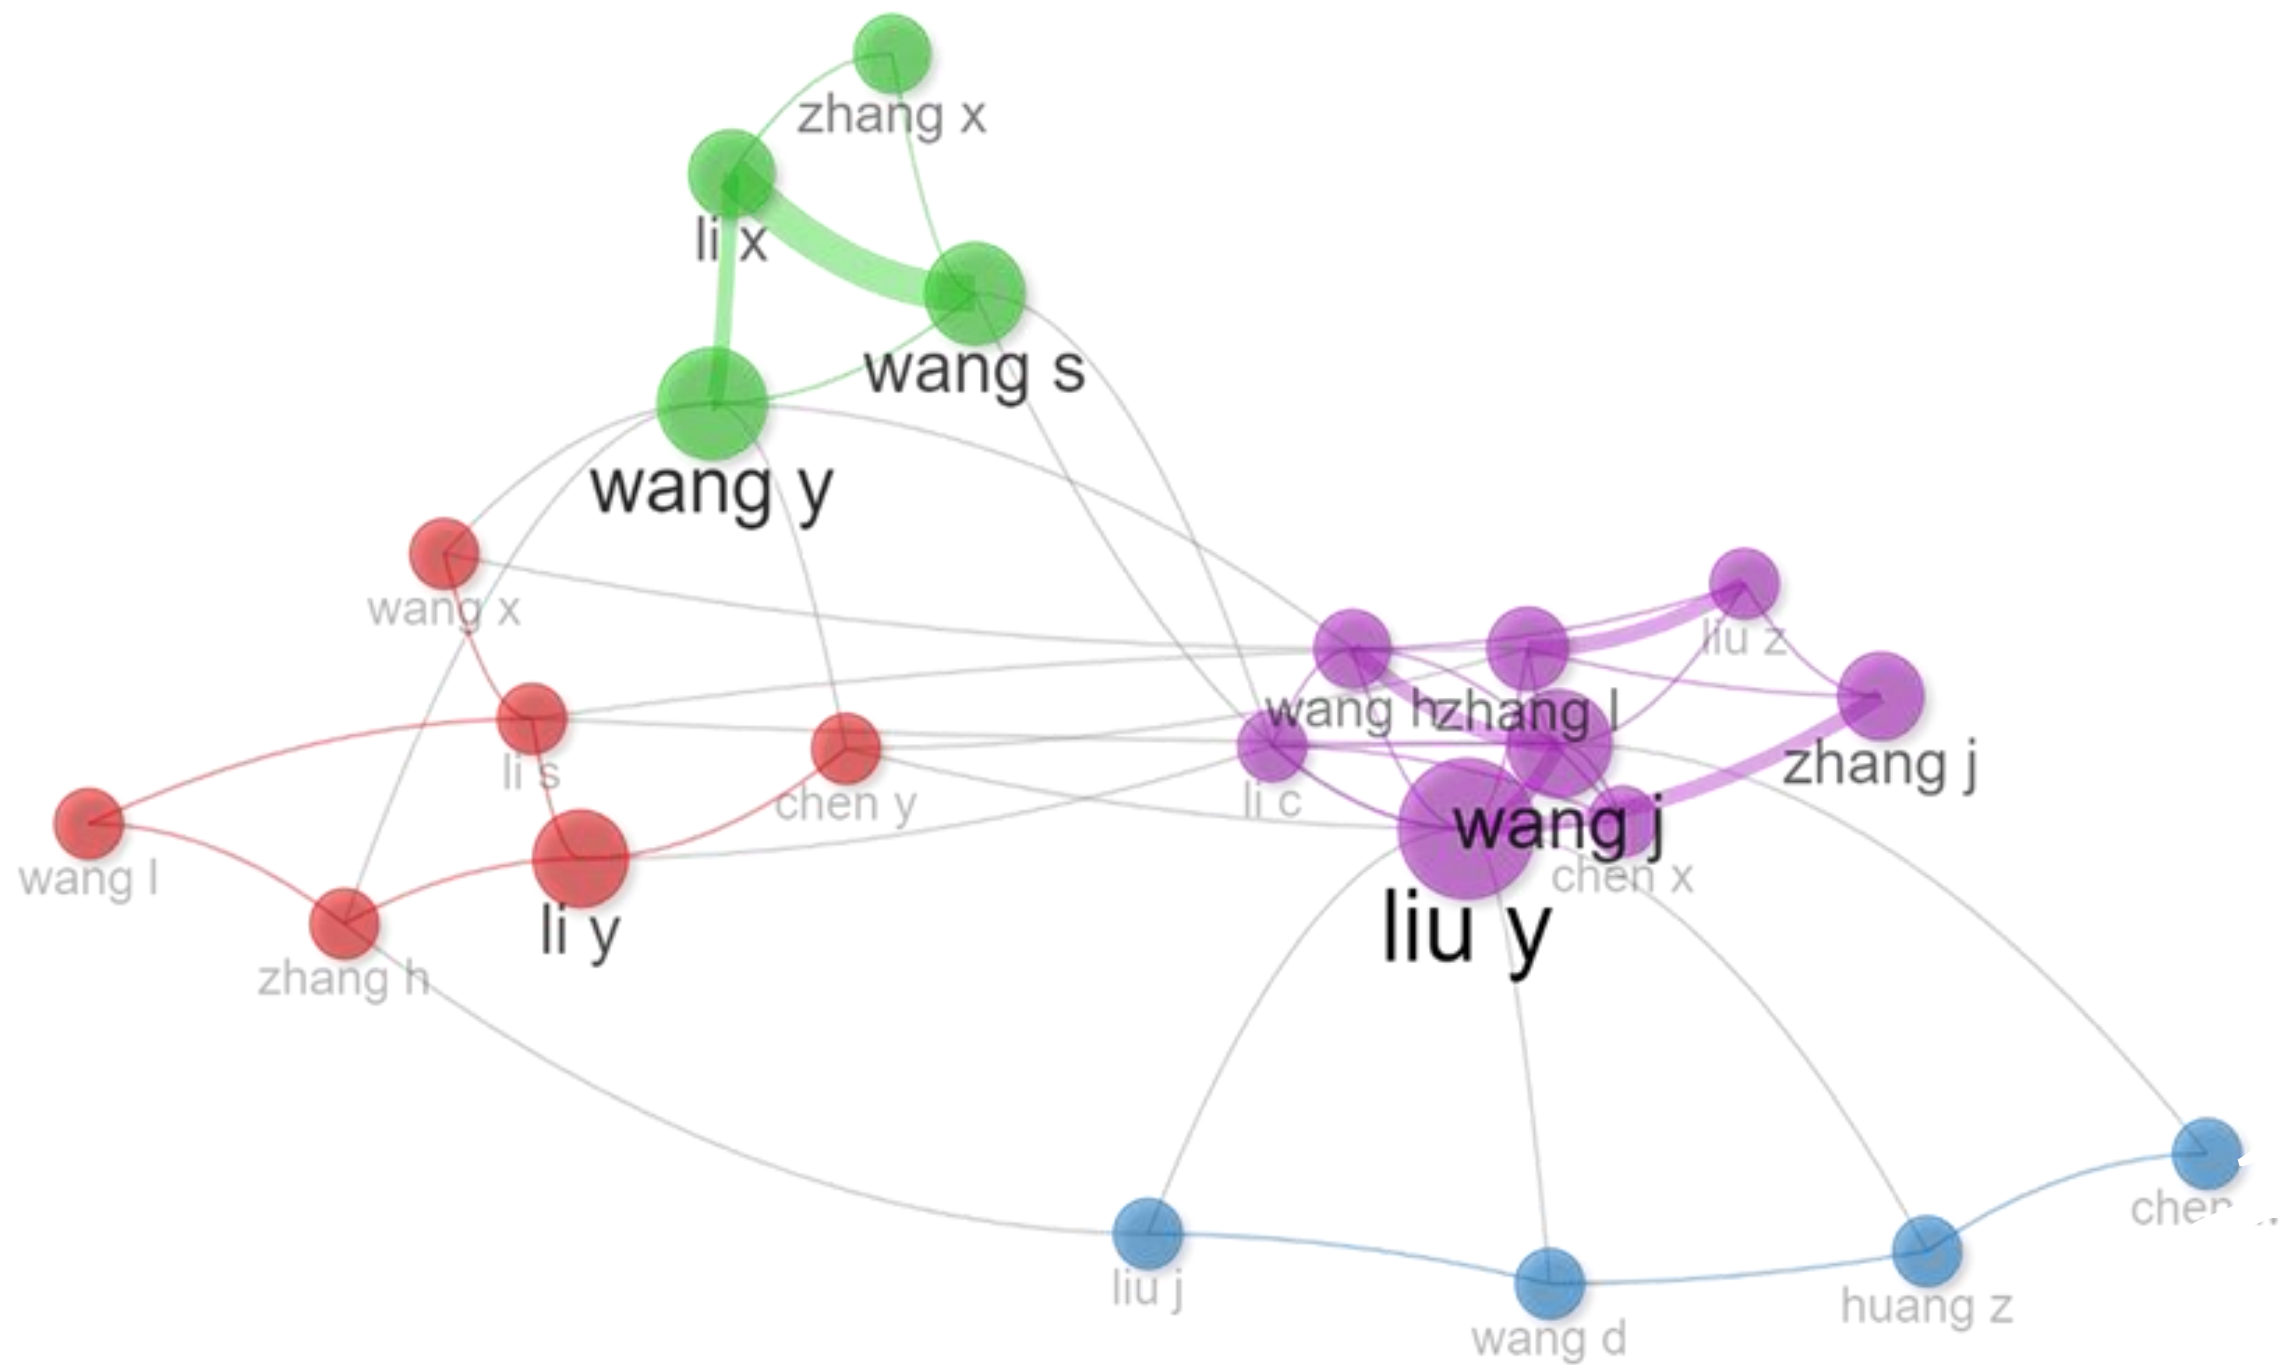 zhang x
li x
wang s
wang y
wang x
liu z
wang h
zhang l
zhang j
li s
chen y
li c
wang j
wang l
chen x
li y
liu y
zhang h
chen
liu j
huang z
wang d